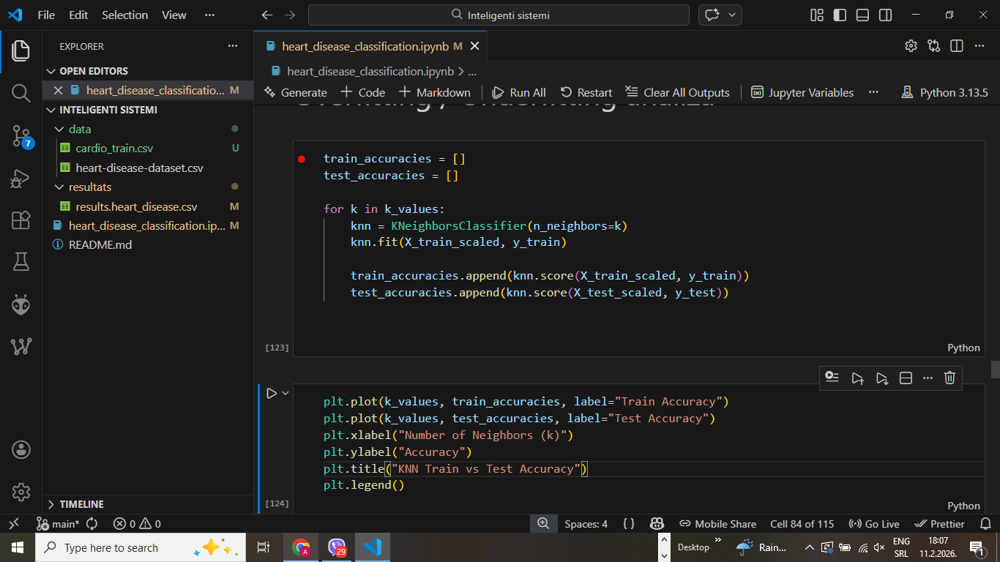 File Edit Selection View ··· Inteligenti sistemi
EXPLORER ···
OPEN EDITORS
heart_disease_classificatio... M
INTELIGENTI SISTEMI
data
cardio_train.csv U
heart-disease-dataset.csv
resultats
results.heart_disease.csv M
heart_disease_classification.ip... M
README.md
TIMELINE
7
heart_disease_classification.ipynb M
heart_disease_classification.ipynb > ...
Generate + Code + Markdown Run All Restart Clear All Outputs Jupyter Variables ··· Python 3.13.5
Overfitting / Underfitting analiza
train_accuracies = []
test_accuracies = []
for k in k_values:
knn = KNeighborsClassifier(n_neighbors=k)
knn.fit(X_train_scaled, y_train)
train_accuracies.append(knn.score(X_train_scaled, y_train))
test_accuracies.append(knn.score(X_test_scaled, y_test))
[123] Python
plt.plot(k_values, train_accuracies, label="Train Accuracy")
plt.plot(k_values, test_accuracies, label="Test Accuracy")
plt.xlabel("Number of Neighbors (k)")
plt.ylabel("Accuracy")
plt.title("KNN Train vs Test Accuracy")
plt.legend()
[124] Python
main* 0 0 Spaces: 4 {} Mobile Share Cell 84 of 115 Go Live Prettier
Type here to search A 29 Desktop » Rain... ENG 18:07
SRL 11.2.2026. 1